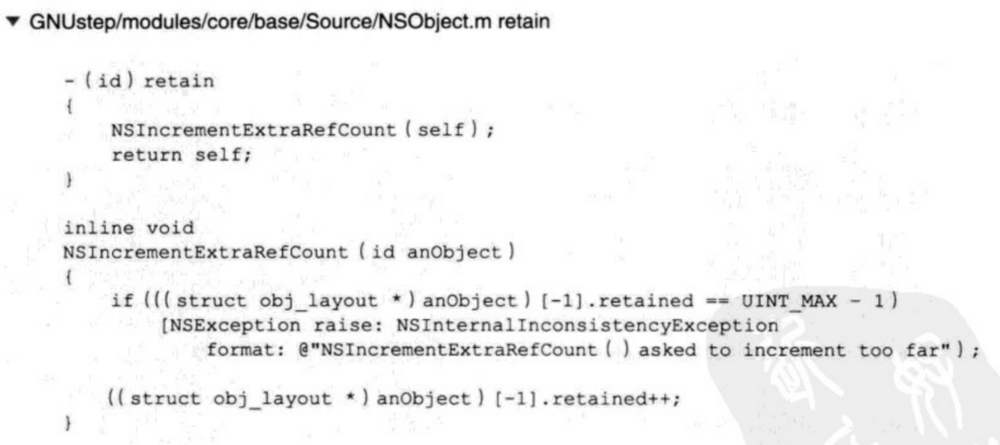 ▼ GNUstep/modules/core/base/Source/NSObject.m retain
- (id) retain
{
NSIncrementExtraRefCount (self) ;
return self;
}
inline void
NSIncrementExtraRefCount (id anObject)
{
if ((( struct obj_layout *) anObject) [-1].retained == UINT_MAX - 1)
[NSException raise: NSInternalInconsistencyException
format: @"NSIncrementExtraRefCount ( ) asked to increment too far" ) ;
(( struct obj_layout *) anObject) [-1].retained++;
}